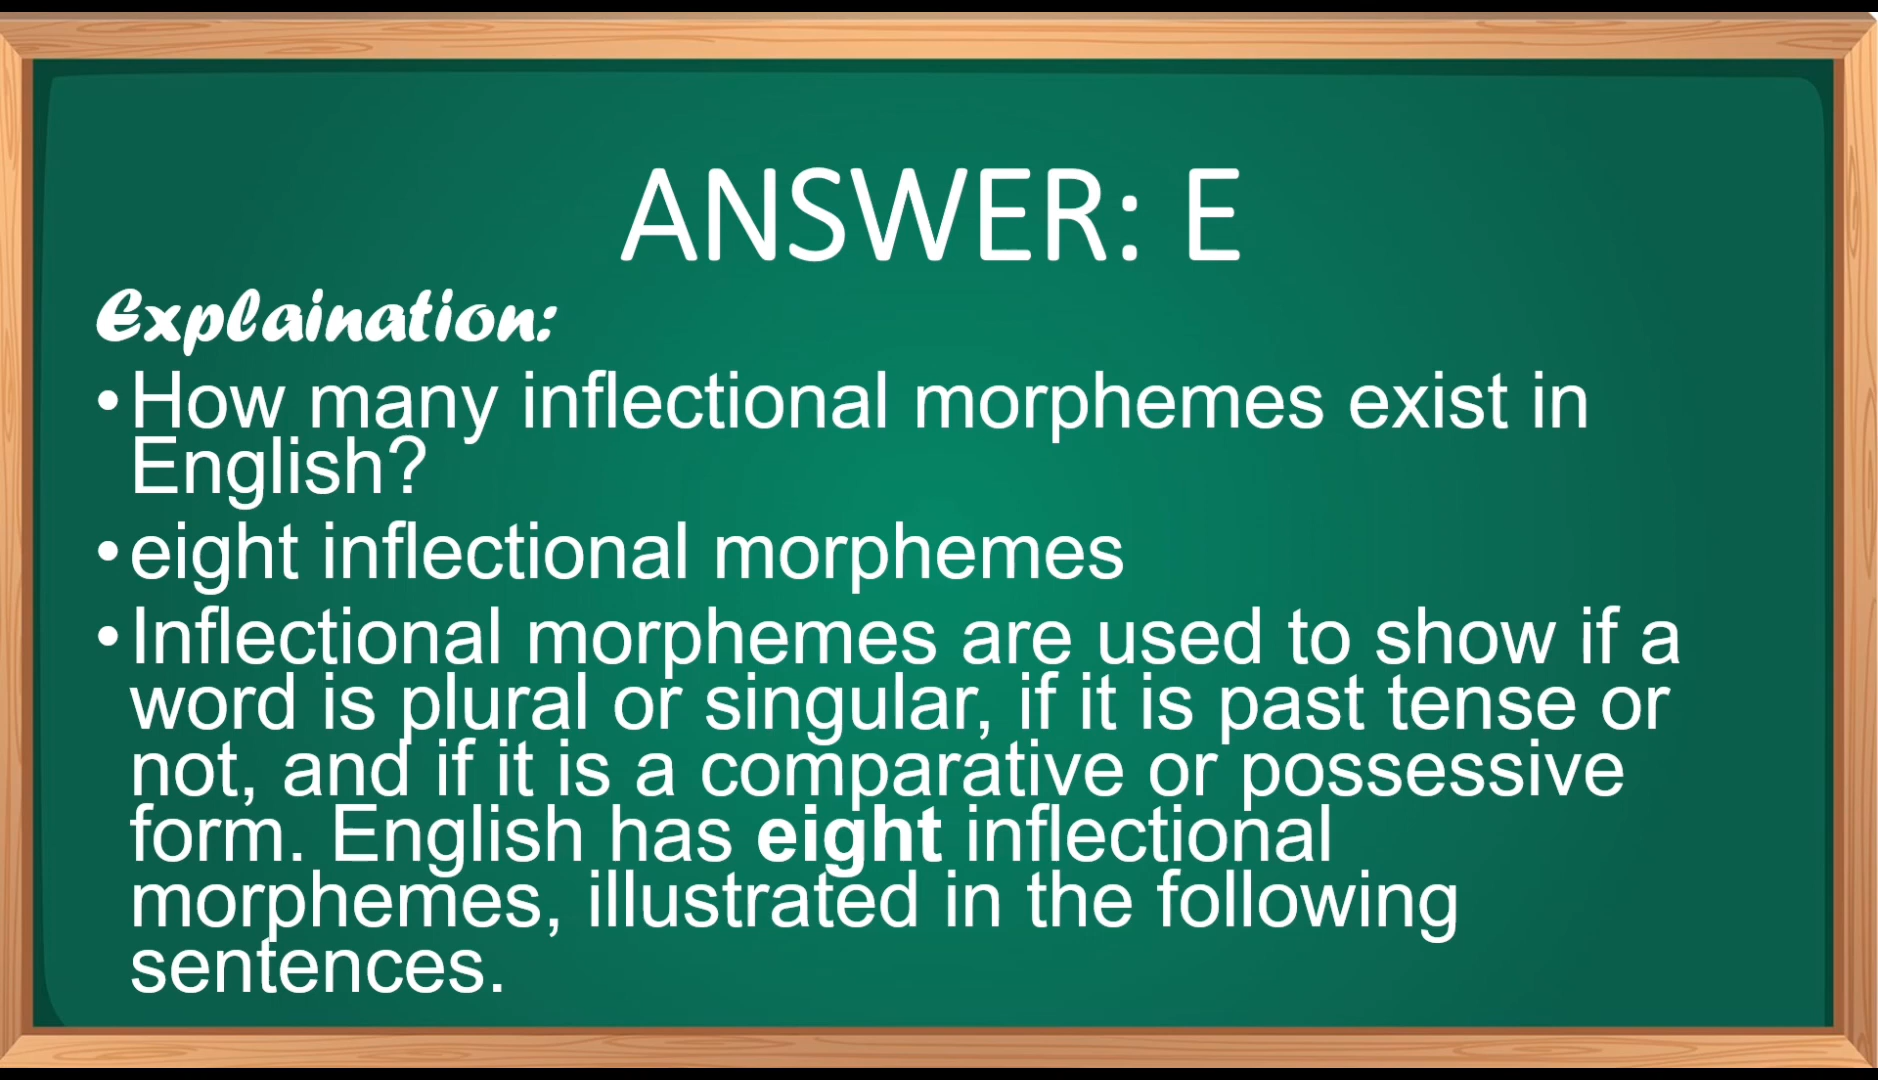 ANSWER: E
Explaination:
•How many inflectional morphemes exist in
English?
•eight inflectional morphemes
•Inflectional morphemes are used to show if a
word is plural or singular, if it is past tense or
not, and if it is a comparative or possessive
form. English has eight inflectional
morphemes, illustrated in the following
sentences.